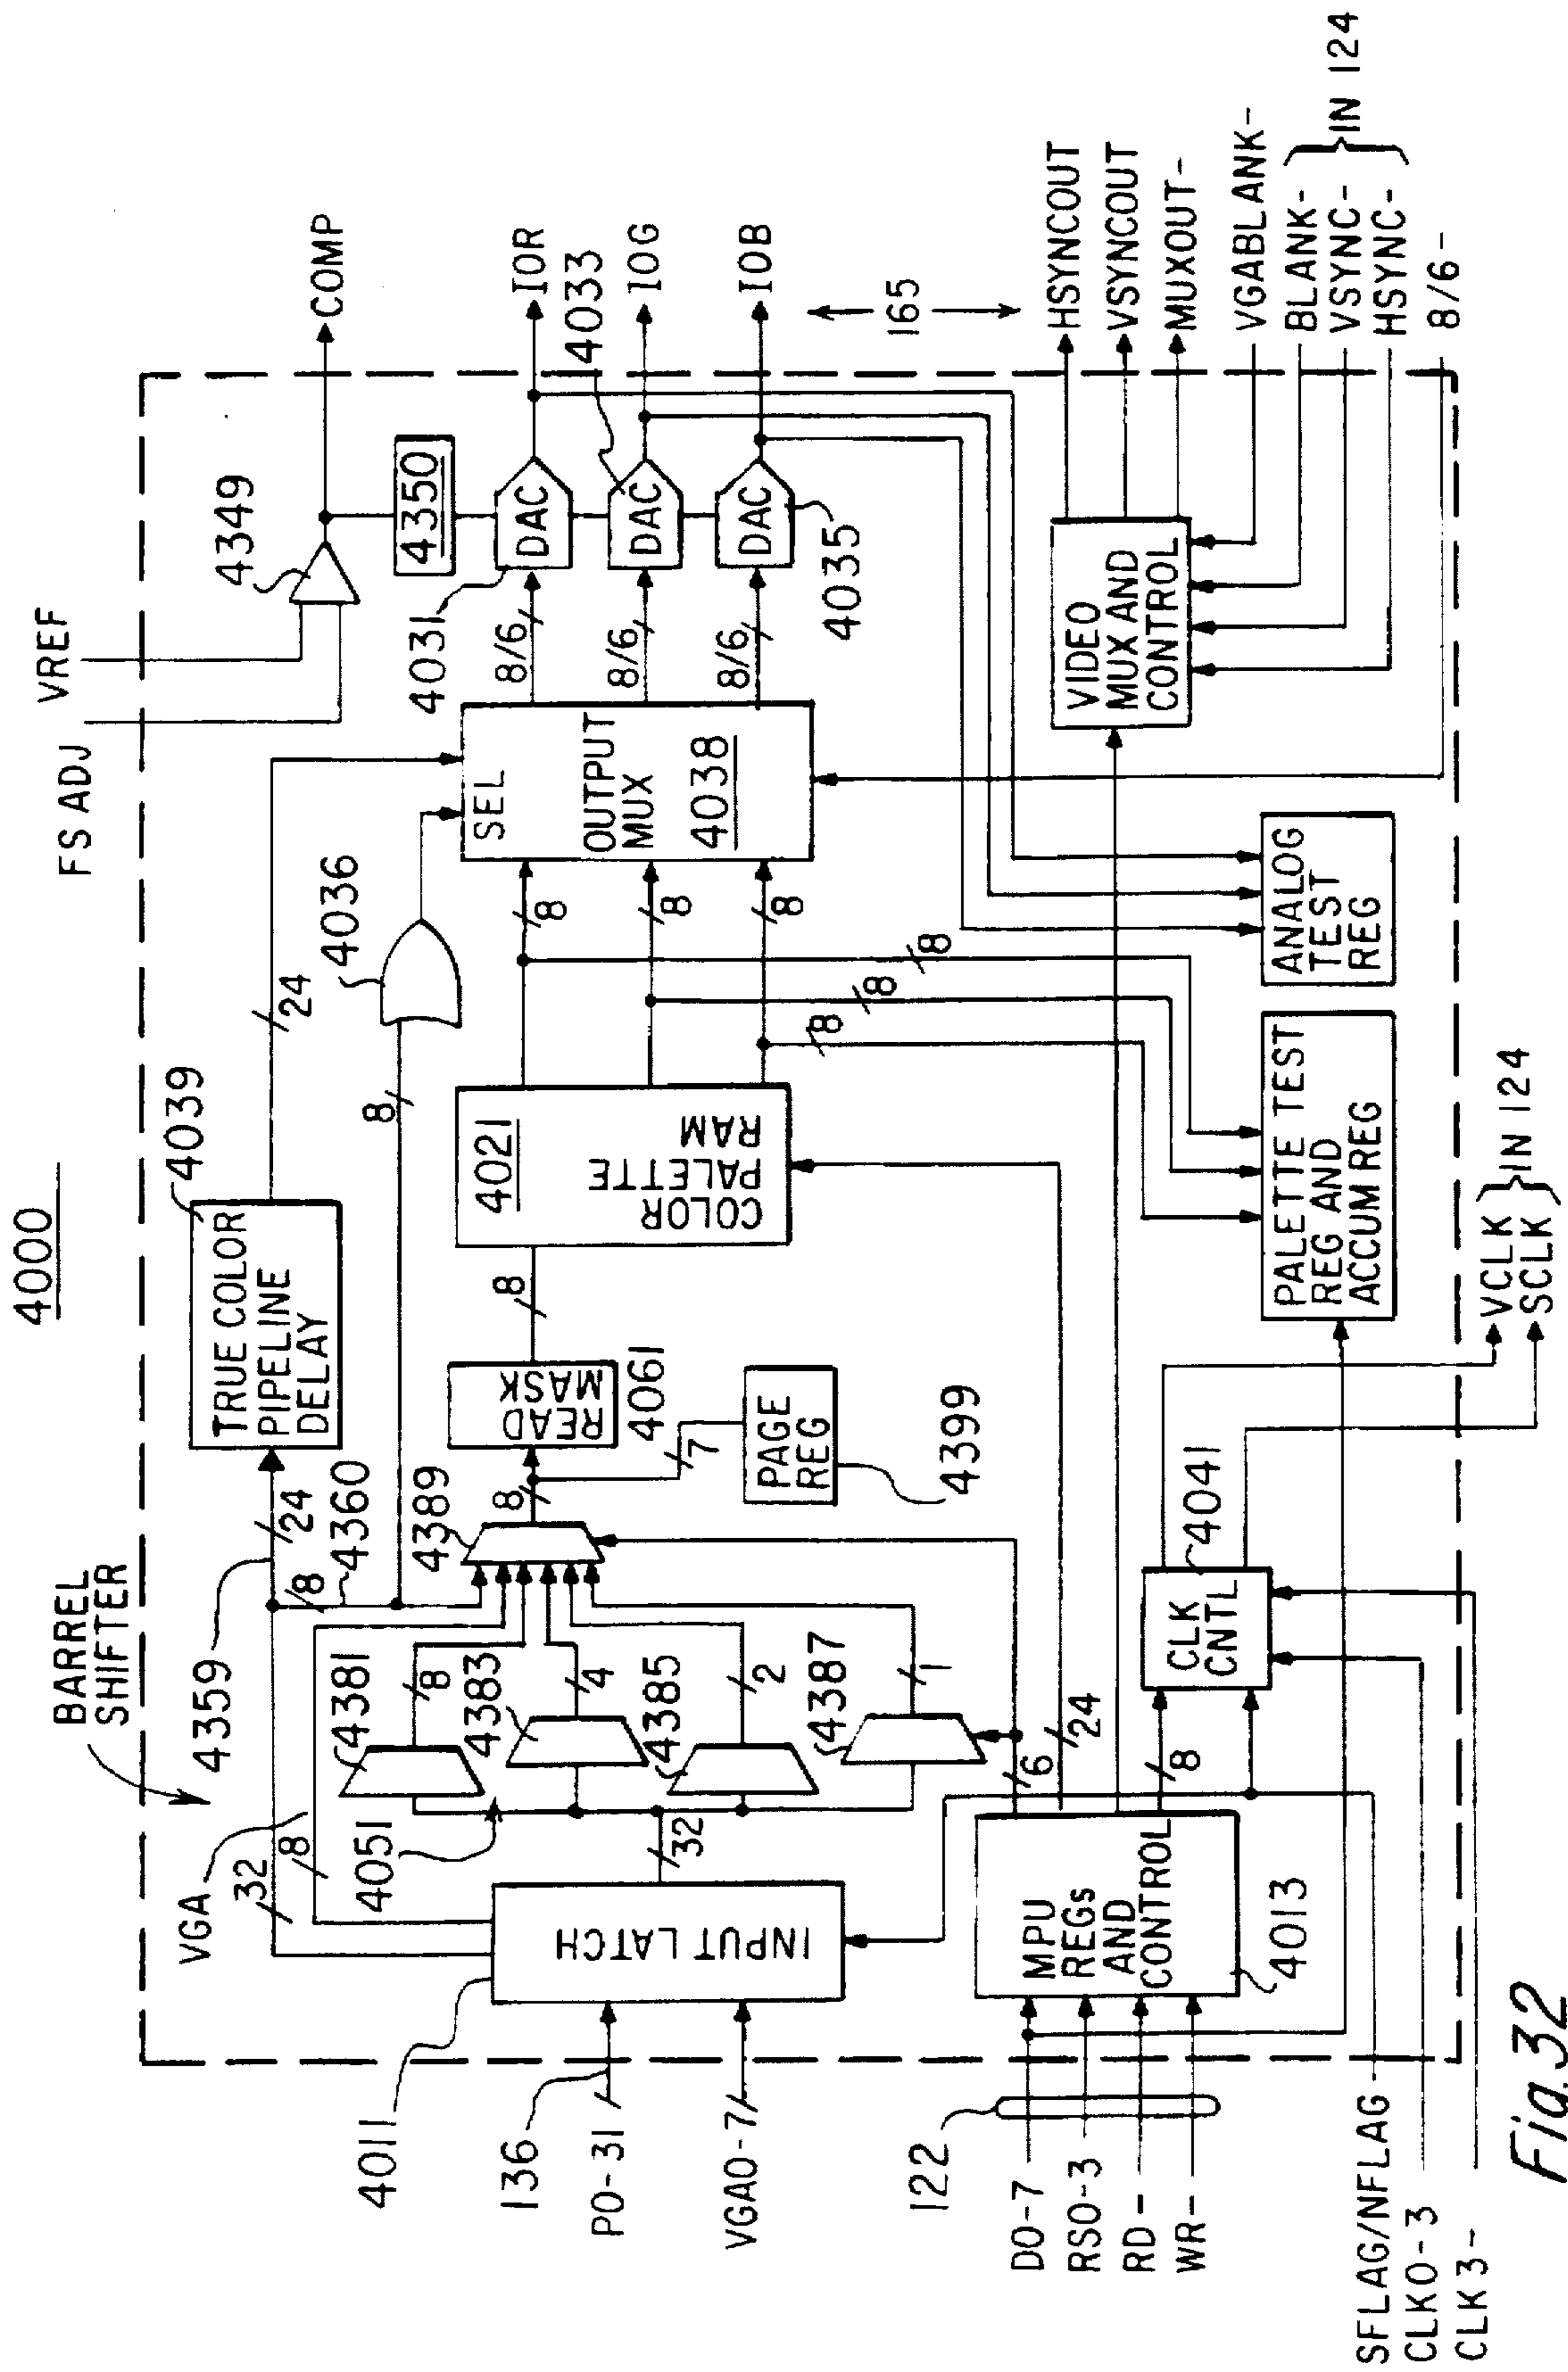 4000
FS ADJ
VREF
4349
COMP
BARREL
SHIFTER
4359
24
4360
TRUE COLOR
PIPELINE
DELAY
4039
24
8
4036
VGA
32
8
8
4381
8
4383
4
4385
2
4387
1
4389
8
7
READ
MASK
4061
PAGE
REG
4399
8
4021
COLOR
PALETTE
RAM
8
8
8
8
8
8
SEL
OUTPUT
MUX
4038
8/6
8/6
8/6
4350
4031
DAC
DAC
DAC
4033
4035
IOR
IOG
IOB
165
4011
136
P0-31
VGA0-7
INPUT LATCH
4051
32
122
D0-7
RS0-3
RD-
WR-
MPU
REGs
AND
CONTROL
4013
6
24
8
CLK
CNTL
4041
PALETTE TEST
REG AND
ACCUM REG
ANALOG
TEST
REG
VIDEO
MUX AND
CONTROL
HSYNCOUT
VSYNCOUT
MUXOUT-
VGABLANK-
BLANK-
VSYNC-
HSYNC-
IN 124
8/6-
VCLK
SCLK
IN 124
SFLAG/NFLAG
CLK0-3
CLK3-
Fig.32